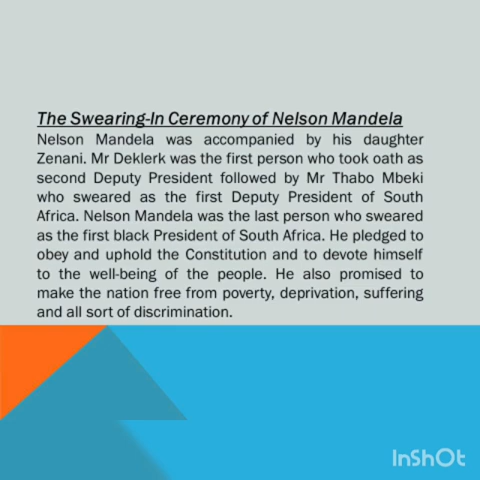 The Swearing-In Ceremony of Nelson Mandela
Nelson Mandela was accompanied by his daughter
Zenani. Mr Deklerk was the first person who took oath as
second Deputy President followed by Mr Thabo Mbeki
who sweared as the first Deputy President of South
Africa. Nelson Mandela was the last person who sweared
as the first black President of South Africa. He pledged to
obey and uphold the Constitution and to devote himself
to the well-being of the people. He also promised to
make the nation free from poverty, deprivation, suffering
and all sort of discrimination.
InShOt